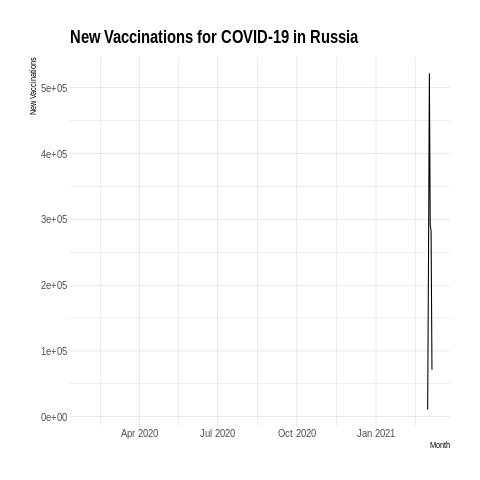 New Vaccinations for COVID-19 in Russia
New Vaccinations
5e+05
4e+05
3e+05
2e+05
1e+05
0e+00
Apr 2020 Jul 2020 Oct 2020 Jan 2021
Month